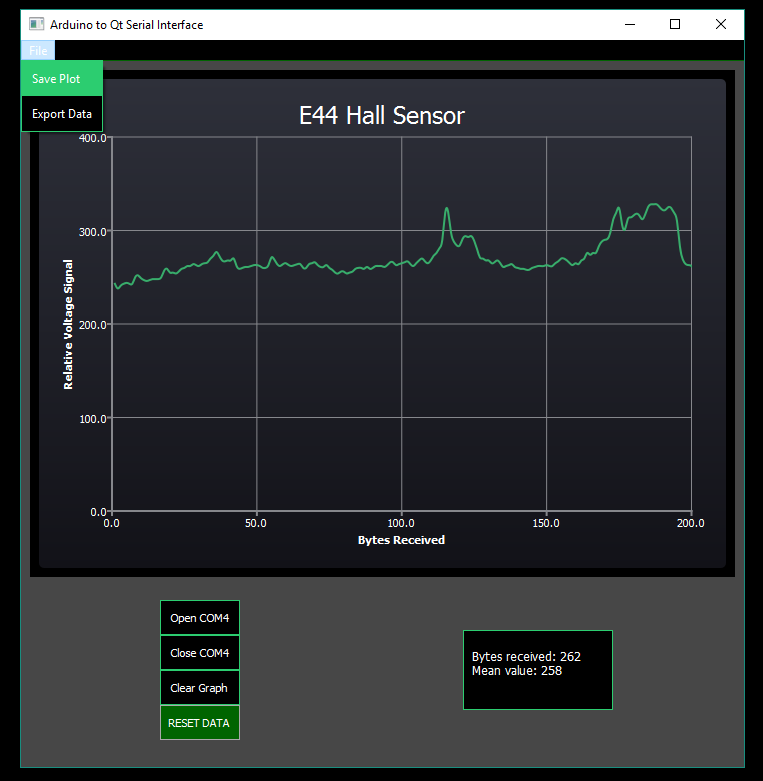 Arduino to Qt Serial Interface
File
Save Plot
Export Data
E44 Hall Sensor
400.0
300.0
200.0
100.0
0.0
Relative Voltage Signal
0.0 50.0 100.0 150.0 200.0
Bytes Received
Open COM4
Close COM4
Clear Graph
RESET DATA
Bytes received: 262
Mean value: 258